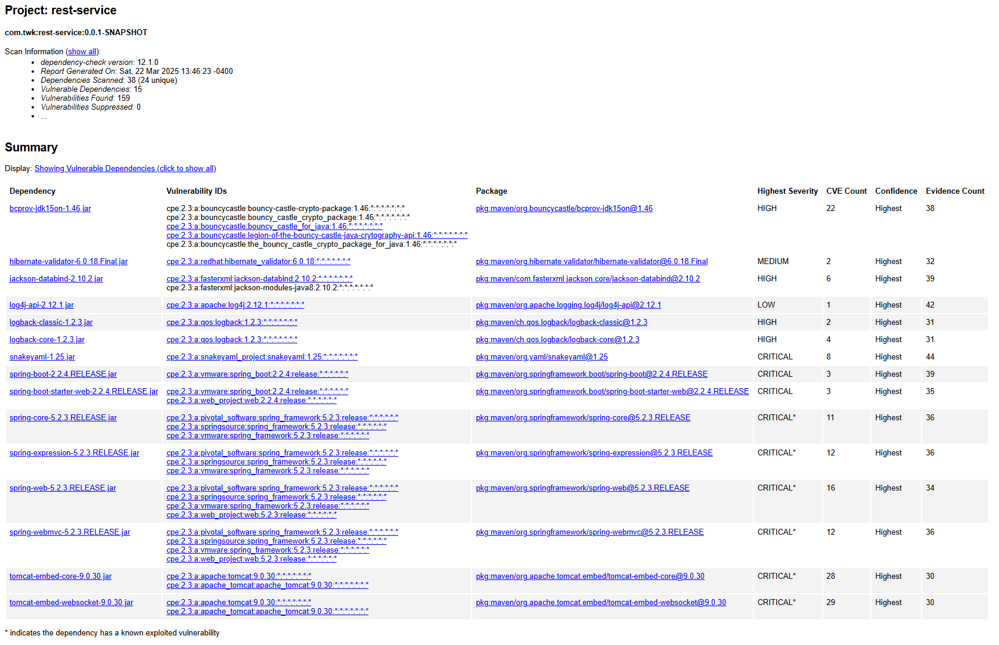 Project: rest-service
com.twk:rest-service:0.0.1-SNAPSHOT
Scan Information (show all):
• dependency-check version: 12.1.0
• Report Generated On: Sat, 22 Mar 2025 13:46:23 -0400
• Dependencies Scanned: 38 (24 unique)
• Vulnerable Dependencies: 15
• Vulnerabilities Found: 159
• Vulnerabilities Suppressed: 0
• ...
Summary
Display: Showing Vulnerable Dependencies (click to show all)
Dependency Vulnerability IDs Package Highest Severity CVE Count Confidence Evidence Count
bcprov-jdk15on-1.46.jar cpe:2.3:a:bouncycastle:bouncy-castle-crypto-package:1.46:*:*:*:*:*:*:* pkg:maven/org.bouncycastle/bcprov-jdk15on@1.46 HIGH 22 Highest 38
cpe:2.3:a:bouncycastle:bouncy_castle_crypto_package:1.46:*:*:*:*:*:*:*
cpe:2.3:a:bouncycastle:bouncy_castle_for_java:1.46:*:*:*:*:*:*:*
cpe:2.3:a:bouncycastle:legion-of-the-bouncy-castle-java-crytography-api:1.46:*:*:*:*:*:*:*
cpe:2.3:a:bouncycastle:the_bouncy_castle_crypto_package_for_java:1.46:*:*:*:*:*:*:*
hibernate-validator-6.0.18.Final.jar cpe:2.3:a:redhat:hibernate_validator:6.0.18:*:*:*:*:*:*:* pkg:maven/org.hibernate.validator/hibernate-validator@6.0.18.Final MEDIUM 2 Highest 32
jackson-databind-2.10.2.jar cpe:2.3:a:fasterxml:jackson-databind:2.10.2:*:*:*:*:*:*:* pkg:maven/com.fasterxml.jackson.core/jackson-databind@2.10.2 HIGH 6 Highest 39
cpe:2.3:a:fasterxml:jackson-modules-java8:2.10.2:*:*:*:*:*:*:*
log4j-api-2.12.1.jar cpe:2.3:a:apache:log4j:2.12.1:*:*:*:*:*:*:* pkg:maven/org.apache.logging.log4j/log4j-api@2.12.1 LOW 1 Highest 42
logback-classic-1.2.3.jar cpe:2.3:a:qos:logback:1.2.3:*:*:*:*:*:*:* pkg:maven/ch.qos.logback/logback-classic@1.2.3 HIGH 2 Highest 31
logback-core-1.2.3.jar cpe:2.3:a:qos:logback:1.2.3:*:*:*:*:*:*:* pkg:maven/ch.qos.logback/logback-core@1.2.3 HIGH 4 Highest 31
snakeyaml-1.25.jar cpe:2.3:a:snakeyaml_project:snakeyaml:1.25:*:*:*:*:*:*:* pkg:maven/org.yaml/snakeyaml@1.25 CRITICAL 8 Highest 44
spring-boot-2.2.4.RELEASE.jar cpe:2.3:a:vmware:spring_boot:2.2.4:release:*:*:*:*:*:* pkg:maven/org.springframework.boot/spring-boot@2.2.4.RELEASE CRITICAL 3 Highest 39
spring-boot-starter-web-2.2.4.RELEASE.jar cpe:2.3:a:vmware:spring_boot:2.2.4:release:*:*:*:*:*:* pkg:maven/org.springframework.boot/spring-boot-starter-web@2.2.4.RELEASE CRITICAL 3 Highest 35
cpe:2.3:a:web_project:web:2.2.4:release:*:*:*:*:*:*
spring-core-5.2.3.RELEASE.jar cpe:2.3:a:pivotal_software:spring_framework:5.2.3:release:*:*:*:*:*:* pkg:maven/org.springframework/spring-core@5.2.3.RELEASE CRITICAL* 11 Highest 36
cpe:2.3:a:springsource:spring_framework:5.2.3:release:*:*:*:*:*:*
cpe:2.3:a:vmware:spring_framework:5.2.3:release:*:*:*:*:*:*
spring-expression-5.2.3.RELEASE.jar cpe:2.3:a:pivotal_software:spring_framework:5.2.3:release:*:*:*:*:*:* pkg:maven/org.springframework/spring-expression@5.2.3.RELEASE CRITICAL* 12 Highest 36
cpe:2.3:a:springsource:spring_framework:5.2.3:release:*:*:*:*:*:*
cpe:2.3:a:vmware:spring_framework:5.2.3:release:*:*:*:*:*:*
spring-web-5.2.3.RELEASE.jar cpe:2.3:a:pivotal_software:spring_framework:5.2.3:release:*:*:*:*:*:* pkg:maven/org.springframework/spring-web@5.2.3.RELEASE CRITICAL* 16 Highest 34
cpe:2.3:a:springsource:spring_framework:5.2.3:release:*:*:*:*:*:*
cpe:2.3:a:vmware:spring_framework:5.2.3:release:*:*:*:*:*:*
cpe:2.3:a:web_project:web:5.2.3:release:*:*:*:*:*:*
spring-webmvc-5.2.3.RELEASE.jar cpe:2.3:a:pivotal_software:spring_framework:5.2.3:release:*:*:*:*:*:* pkg:maven/org.springframework/spring-webmvc@5.2.3.RELEASE CRITICAL* 12 Highest 36
cpe:2.3:a:springsource:spring_framework:5.2.3:release:*:*:*:*:*:*
cpe:2.3:a:vmware:spring_framework:5.2.3:release:*:*:*:*:*:*
cpe:2.3:a:web_project:web:5.2.3:release:*:*:*:*:*:*
tomcat-embed-core-9.0.30.jar cpe:2.3:a:apache:tomcat:9.0.30:*:*:*:*:*:*:* pkg:maven/org.apache.tomcat.embed/tomcat-embed-core@9.0.30 CRITICAL* 28 Highest 30
cpe:2.3:a:apache_tomcat:apache_tomcat:9.0.30:*:*:*:*:*:*:*
tomcat-embed-websocket-9.0.30.jar cpe:2.3:a:apache:tomcat:9.0.30:*:*:*:*:*:*:* pkg:maven/org.apache.tomcat.embed/tomcat-embed-websocket@9.0.30 CRITICAL* 29 Highest 30
cpe:2.3:a:apache_tomcat:apache_tomcat:9.0.30:*:*:*:*:*:*:*
* indicates the dependency has a known exploited vulnerability